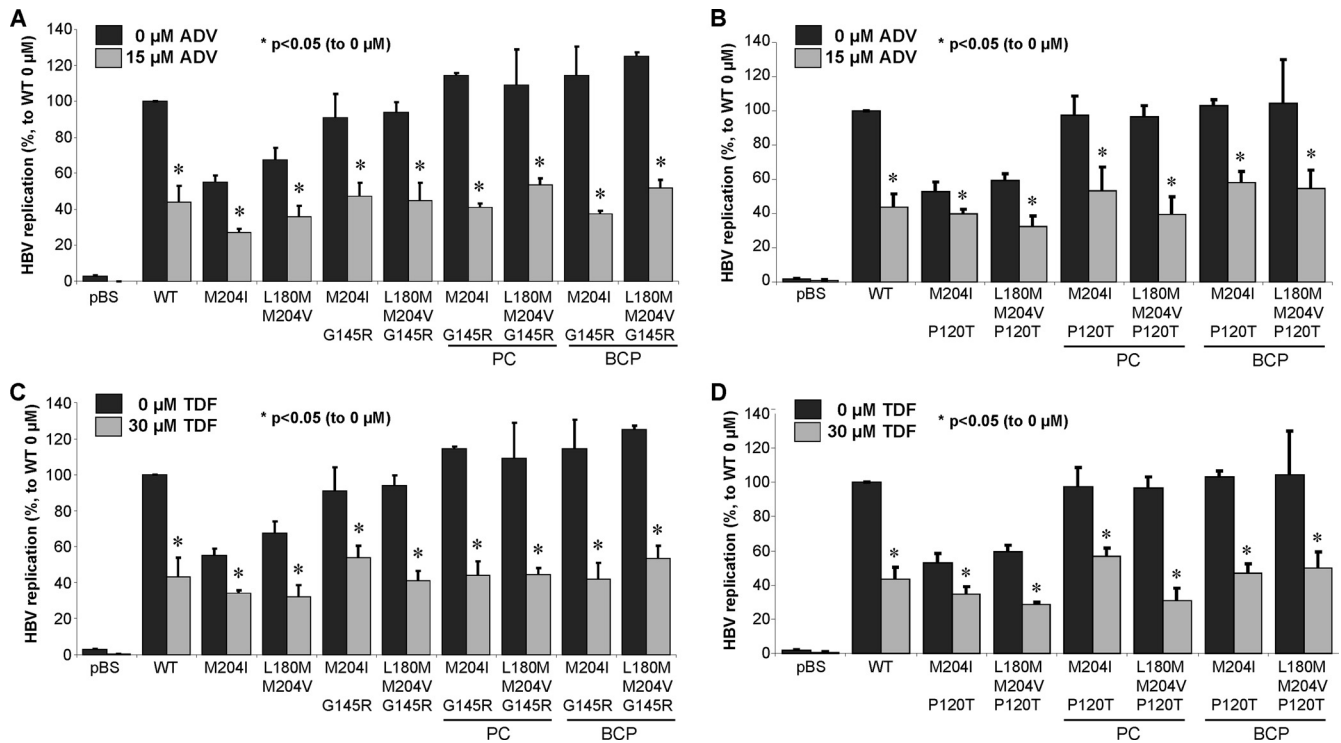 A
HBV replication (%, to WT 0 µM)
140
120
100
80
60
40
20
0
0 µM ADV
15 µM ADV
* p<0.05 (to 0 µM)
* * * * * * * * *
pBS WT M204I L180M M204I L180M M204I L180M M204I L180M
M204V M204V M204V M204V
G145R G145R G145R G145R G145R G145R
PC BCP
B
HBV replication (%, to WT 0 µM)
140
120
100
80
60
40
20
0
0 µM ADV
15 µM ADV
* p<0.05 (to 0 µM)
* * * * * * *
pBS WT M204I L180M M204I L180M M204I L180M
M204V M204V M204V
P120T P120T P120T P120T P120T P120T
PC BCP
C
HBV replication (%, to WT 0 µM)
140
120
100
80
60
40
20
0
0 µM TDF
30 µM TDF
* p<0.05 (to 0 µM)
* * * * * * * * *
pBS WT M204I L180M M204I L180M M204I L180M M204I L180M
M204V M204V M204V M204V
G145R G145R G145R G145R G145R G145R
PC BCP
D
HBV replication (%, to WT 0 µM)
140
120
100
80
60
40
20
0
0 µM TDF
30 µM TDF
* p<0.05 (to 0 µM)
* * * * * * *
pBS WT M204I L180M M204I L180M M204I L180M
M204V M204V M204V
P120T P120T P120T P120T P120T P120T
PC BCP